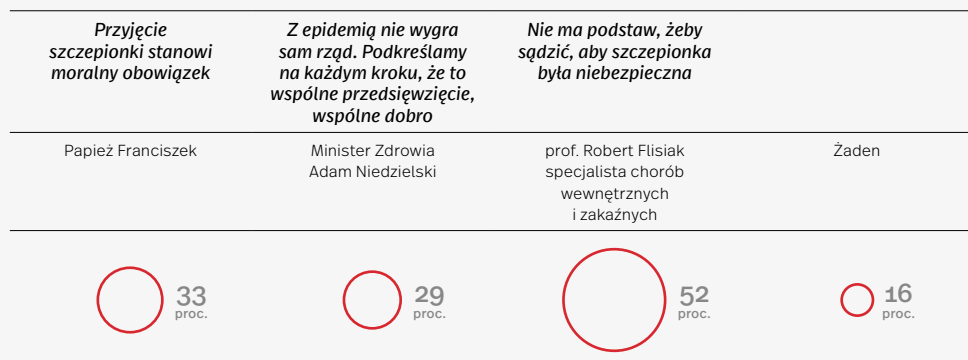 Przyjęcie
szczepionki stanowi
moralny obowiązek
Z epidemią nie wygra
sam rząd. Podkreślamy
na każdym kroku, że to
wspólne przedsięwzięcie,
wspólne dobro
Nie ma podstaw, żeby
sądzić, aby szczepionka
była niebezpieczna
Papież Franciszek
Minister Zdrowia
Adam Niedzielski
prof. Robert Flisiak
specjalista chorób
wewnętrznych
i zakaźnych
Żaden
33
proc.
29
proc.
52
proc.
16
proc.